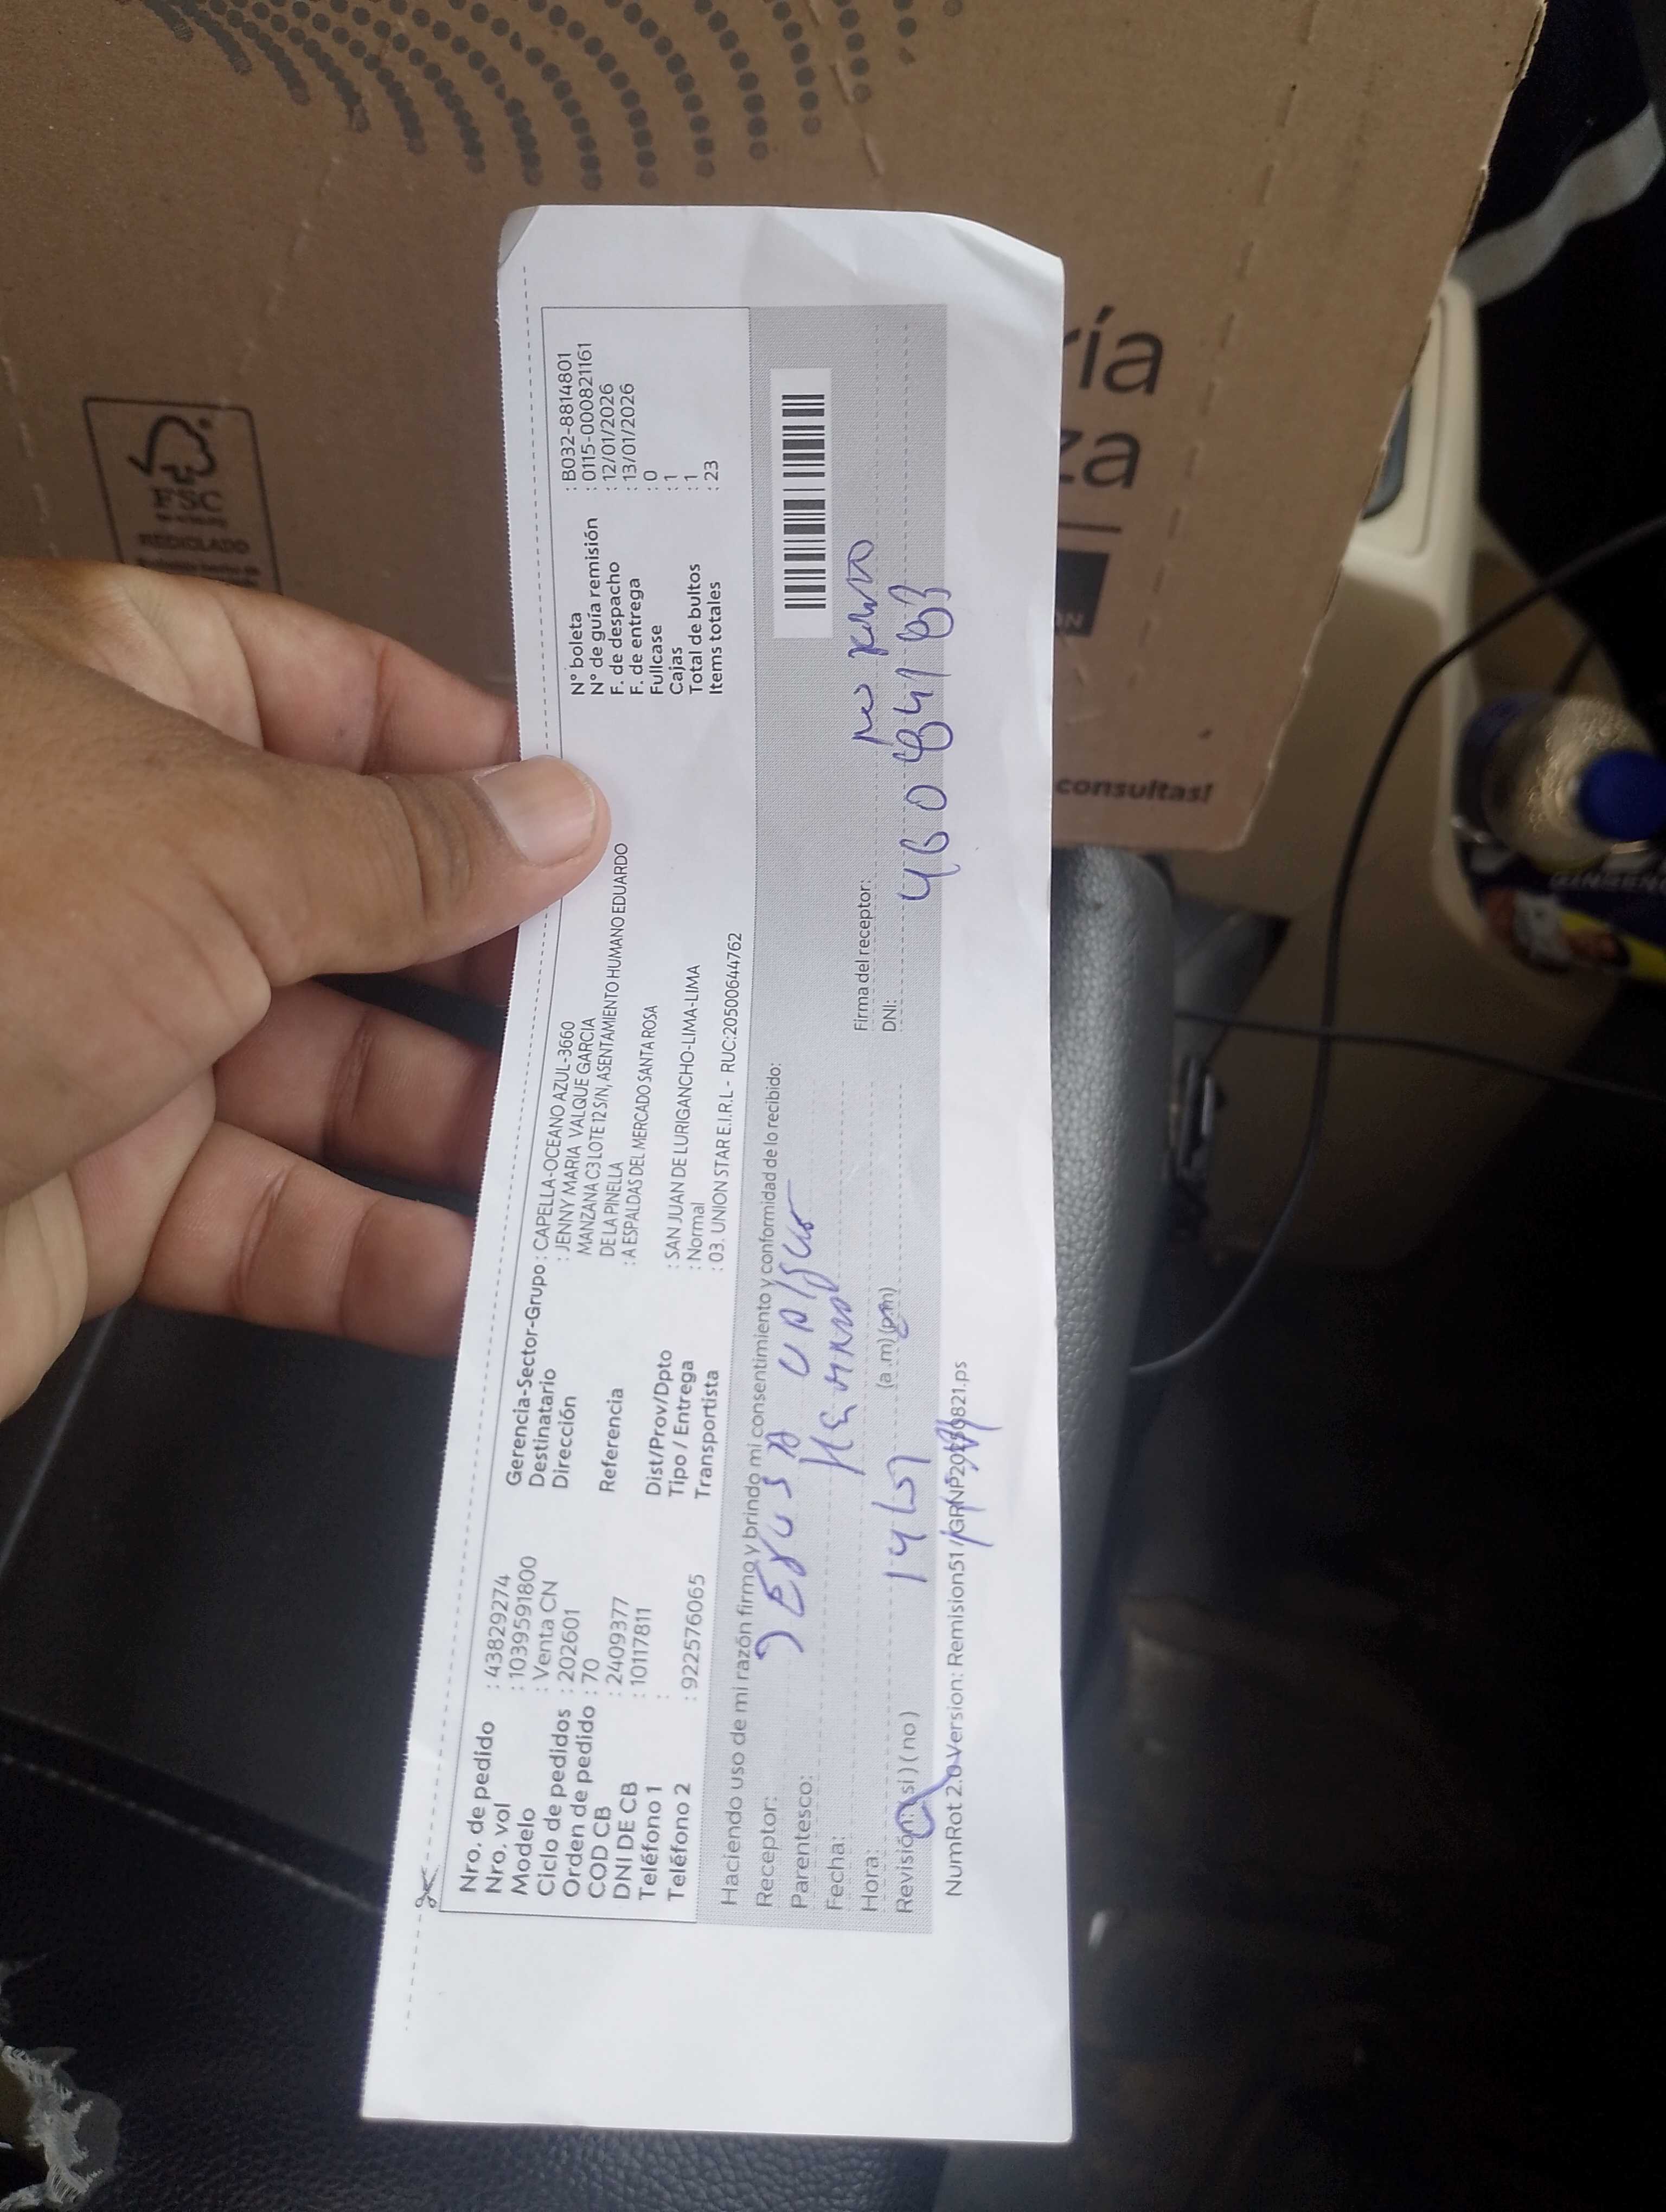 Nro. de pedido : 43829274
Nro. vol : 1039591800
Modelo : Venta CN
Ciclo de pedidos : 202601
Orden de pedido : 70
COD CB : 2409377
DNI DE CB : 10117811
Teléfono 1 :
Teléfono 2 : 922576065
Gerencia-Sector-Grupo : CAPELLA-OCEANO AZUL-3660
Destinatario : JENNY MARIA VALQUE GARCIA
Dirección MANZANA C3 LOTE 12 S/N, ASENTAMIENTO HUMANO EDUARDO
DE LA PINELLA
Referencia : A ESPALDAS DEL MERCADO SANTA ROSA
Dist/Prov/Dpto : SAN JUAN DE LURIGANCHO-LIMA-LIMA
Tipo / Entrega : Normal
Transportista : 03. UNION STAR E.I.R.L - RUC:20500644762
N° boleta : B032-8814801
N° de guía remisión : 0115-00821161
F. de despacho : 12/01/2026
F. de entrega : 13/01/2026
Fullcase : 0
Cajas : 1
Total de bultos : 1
Items totales : 23
Haciendo uso de mi razón firmo y brindo mi consentimiento y conformidad de lo recibido:
Receptor:
Parentesco:
Fecha:
Hora: 14 (a.m) (p.m)
Revisión: (si) (no)
Firma del receptor: no
DNI:
NumRot 2.0 Version: Remision51
821.ps
FSC
RECICLADO
ría
za
consultas!